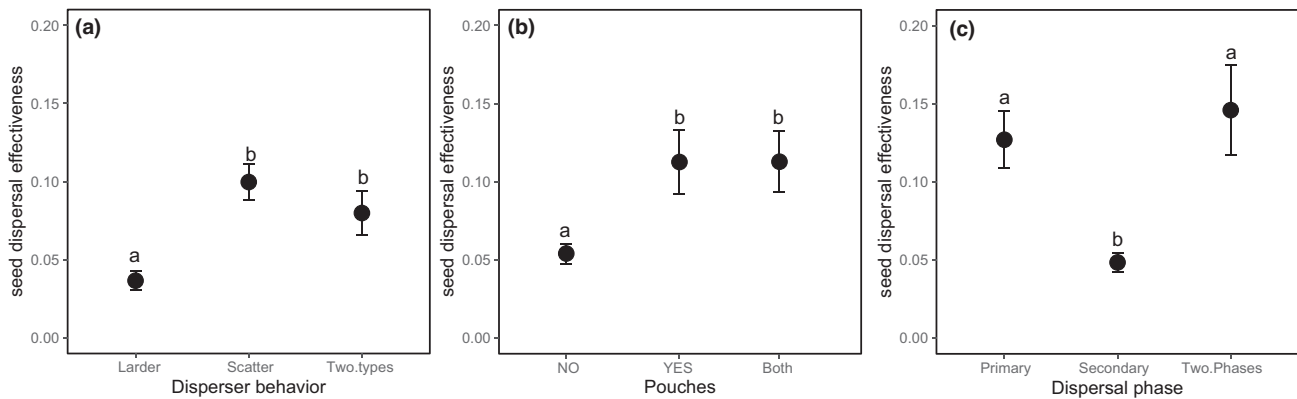 (a)
seed dispersal effectiveness
0.20
0.15
0.10
0.05
0.00
a
b
b
Larder Scatter Two.types
Disperser behavior
(b)
seed dispersal effectiveness
0.20
0.15
0.10
0.05
0.00
a
b
b
NO YES Both
Pouches
(c)
seed dispersal effectiveness
0.20
0.15
0.10
0.05
0.00
a
b
a
Primary Secondary Two.Phases
Dispersal phase